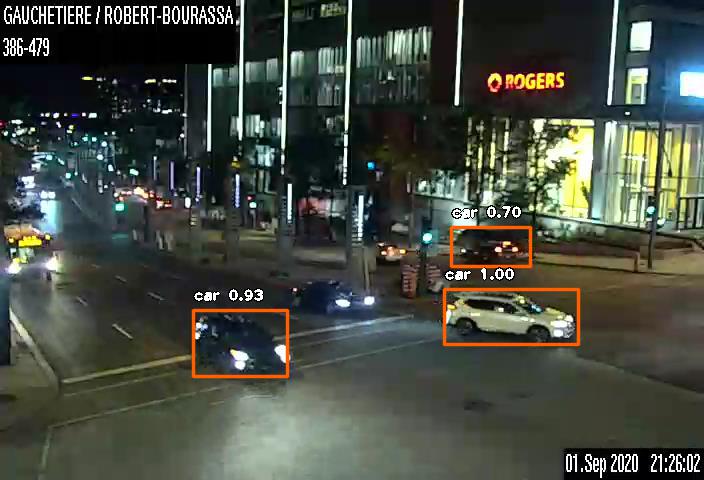 GAUCHETIERE / ROBERT-BOURASSA
386-479
ROGERS
car 0.70
car 1.00
car 0.93
01.Sep 2020 21:26:02